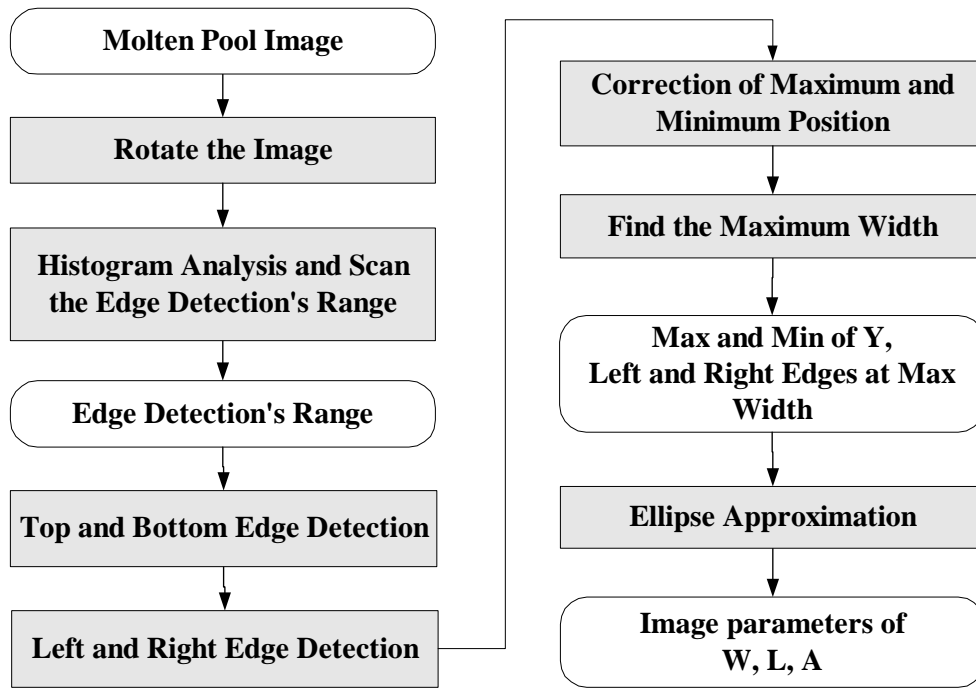 Molten Pool Image
Rotate the Image
Histogram Analysis and Scan
the Edge Detection's Range
Edge Detection's Range
Top and Bottom Edge Detection
Left and Right Edge Detection
Correction of Maximum and
Minimum Position
Find the Maximum Width
Max and Min of Y,
Left and Right Edges at Max
Width
Ellipse Approximation
Image parameters of
W, L, A